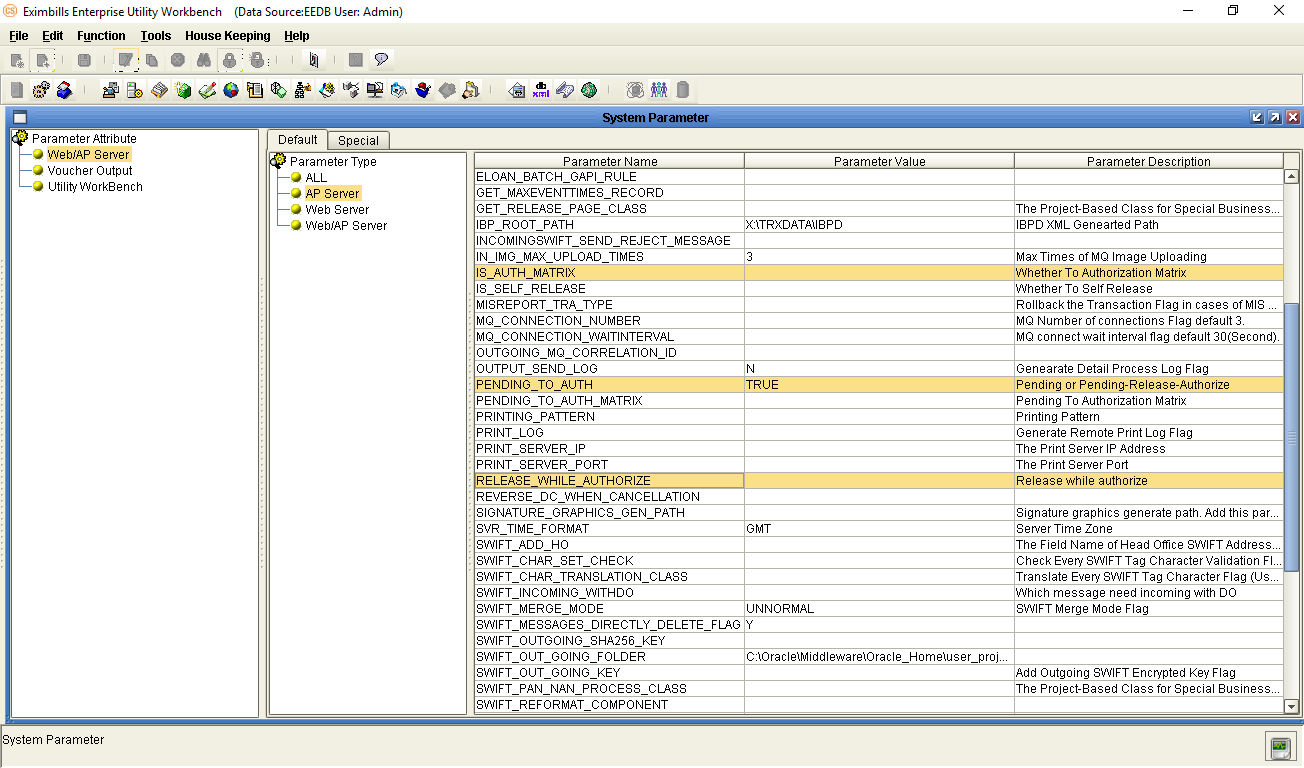 CS Eximbills Enterprise Utility Workbench (Data Source:EEDB User: Admin)
File Edit Function Tools House Keeping Help
db
xml
System Parameter
Parameter Attribute
Web/AP Server
Voucher Output
Utility WorkBench
Default Special
Parameter Type
ALL
AP Server
Web Server
Web/AP Server
Parameter Name Parameter Value Parameter Description
ELOAN_BATCH_GAPI_RULE
GET_MAXEVENTTIMES_RECORD
GET_RELEASE_PAGE_CLASS The Project-Based Class for Special Business...
IBP_ROOT_PATH X:\TRXDATA\IBPD IBPD XML Genearted Path
INCOMINGSWIFT_SEND_REJECT_MESSAGE
IN_IMG_MAX_UPLOAD_TIMES 3 Max Times of MQ Image Uploading
IS_AUTH_MATRIX Whether To Authorization Matrix
IS_SELF_RELEASE Whether To Self Release
MISREPORT_TRA_TYPE Rollback the Transaction Flag in cases of MIS ...
MQ_CONNECTION_NUMBER MQ Number of connections Flag default 3.
MQ_CONNECTION_WAITINTERVAL MQ connect wait interval flag default 30(Second).
OUTGOING_MQ_CORRELATION_ID
OUTPUT_SEND_LOG N Genearate Detail Process Log Flag
PENDING_TO_AUTH TRUE Pending or Pending-Release-Authorize
PENDING_TO_AUTH_MATRIX Pending To Authorization Matrix
PRINTING_PATTERN Printing Pattern
PRINT_LOG Generate Remote Print Log Flag
PRINT_SERVER_IP The Print Server IP Address
PRINT_SERVER_PORT The Print Server Port
RELEASE_WHILE_AUTHORIZE Release while authorize
REVERSE_DC_WHEN_CANCELLATION
SIGNATURE_GRAPHICS_GEN_PATH Signature graphics generate path. Add this par...
SVR_TIME_FORMAT GMT Server Time Zone
SWIFT_ADD_HO The Field Name of Head Office SWIFT Address...
SWIFT_CHAR_SET_CHECK Check Every SWIFT Tag Character Validation Fl...
SWIFT_CHAR_TRANSLATION_CLASS Translate Every SWIFT Tag Character Flag (Us...
SWIFT_INCOMING_WITHDO Which message need incoming with DO
SWIFT_MERGE_MODE UNNORMAL SWIFT Merge Mode Flag
SWIFT_MESSAGES_DIRECTLY_DELETE_FLAG Y
SWIFT_OUTGOING_SHA256_KEY
SWIFT_OUT_GOING_FOLDER C:\Oracle\Middleware\Oracle_Home\user_proj...
SWIFT_OUT_GOING_KEY Add Outgoing SWIFT Encrypted Key Flag
SWIFT_PAN_NAN_PROCESS_CLASS The Project-Based Class for Special Business...
SWIFT_REFORMAT_COMPONENT
System Parameter